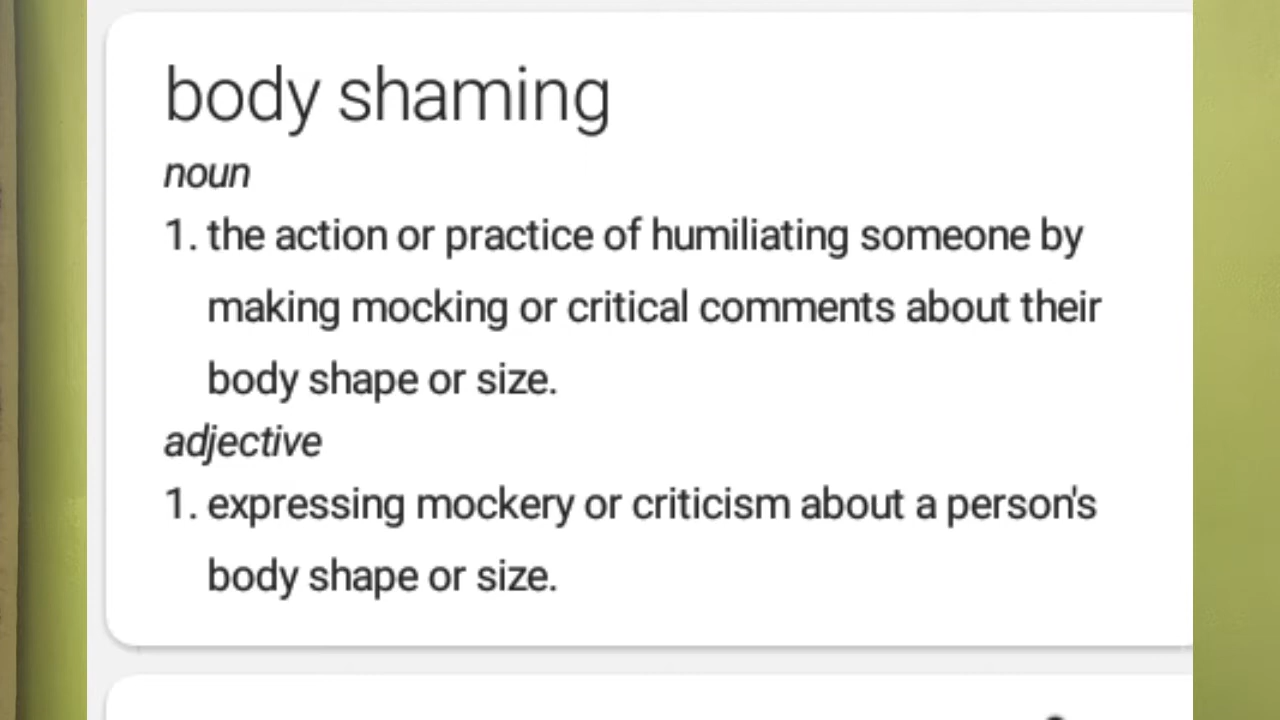 body shaming
noun
1. the action or practice of humiliating someone by
making mocking or critical comments about their
body shape or size.
adjective
1. expressing mockery or criticism about a person's
body shape or size.